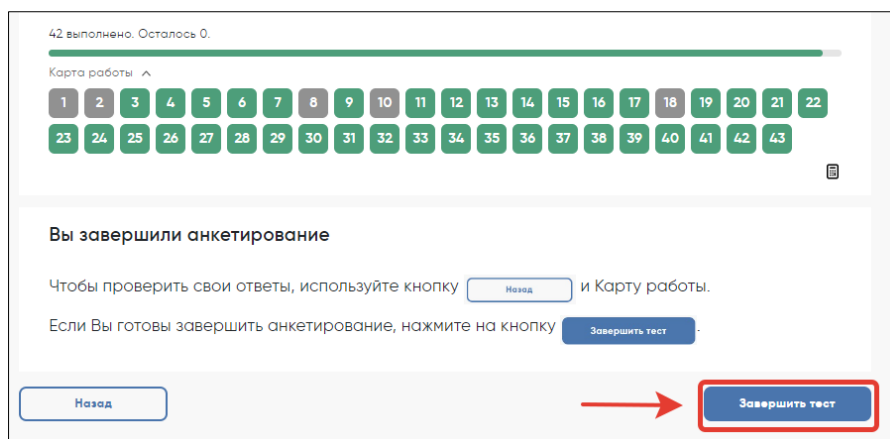 42 выполнено. Осталось 0.
Карта работы
1 2 3 4 5 6 7 8 9 10 11 12 13 14 15 16 17 18 19 20 21 22
23 24 25 26 27 28 29 30 31 32 33 34 35 36 37 38 39 40 41 42 43
Вы завершили анкетирование
Чтобы проверить свои ответы, используйте кнопку Назад и Карту работы.
Если Вы готовы завершить анкетирование, нажмите на кнопку Завершить тест .
Назад Завершить тест